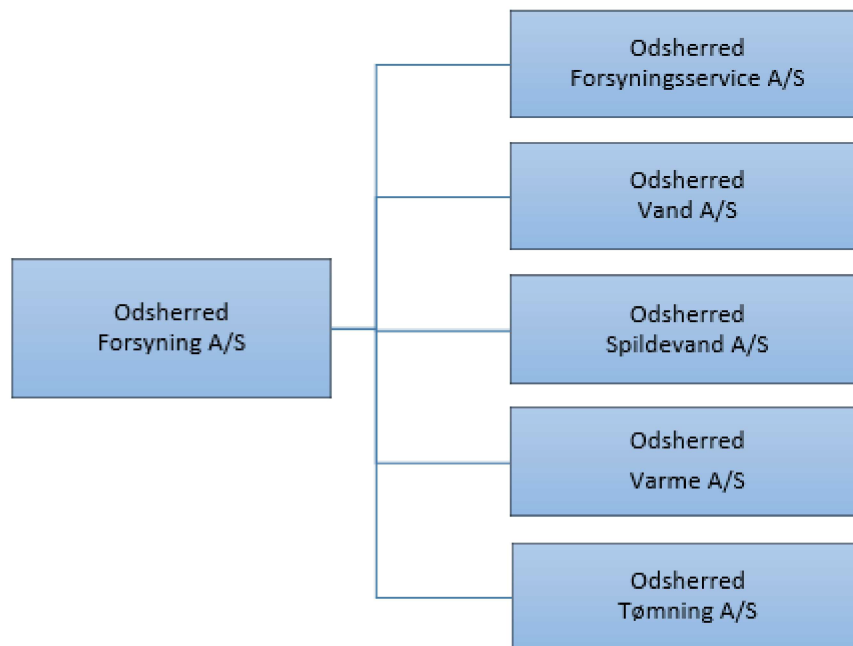 Odsherred
Forsyningsservice A/S
Odsherred
Vand A/S
Odsherred
Forsyning A/S
Odsherred
Spildevand A/S
Odsherred
Varme A/S
Odsherred
Tømning A/S